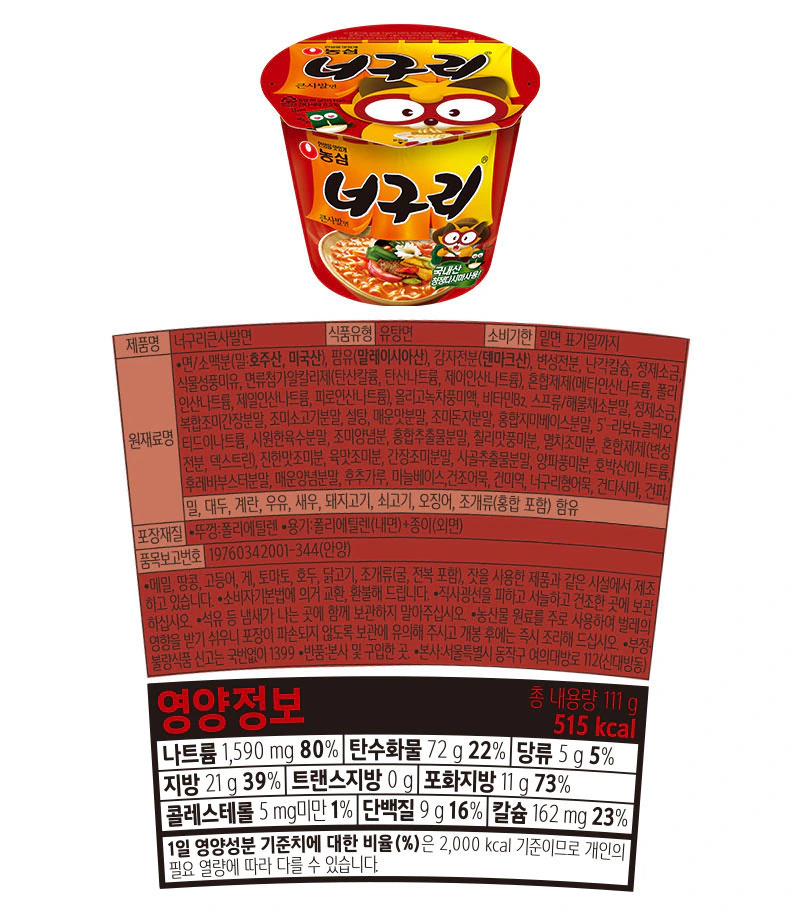 인생을 맛있게
농심
너구리
큰사발면
인생을 맛있게
농심
너구리®
큰사발면
국내산
청정다시마사용!
제품명 너구리큰사발면 식품유형 유탕면 소비기한 밑면 표기일까지
원재료명
•면/소맥분(밀:호주산, 미국산), 팜유(말레이시아산), 감자전분(덴마크산), 변성전분, 난각칼슘, 정제소금,
식물성풍미유, 면류첨가알칼리제(탄산칼륨, 탄산나트륨, 제이인산나트륨), 혼합제제(메타인산나트륨, 폴리
인산나트륨, 제일인산나트륨, 피로인산나트륨), 올리고녹차풍미액, 비타민B2, 스프류/해물채소분말, 정제소금,
복합조미간장분말, 조미소고기분말, 설탕, 매운맛분말, 조미돈지분말, 홍합지미베이스분말, 5'-리보뉴클레오
티드이나트륨, 시원한육수분말, 조미양념분, 홍합추출물분말, 칠리맛풍미분, 멸치조미분, 혼합제제(변성
전분, 덱스트린), 진한맛조미분, 육맛조미분, 간장조미분말, 사골추출물분말, 양파풍미분, 호박산이나트륨,
후레바부스터분말, 매운양념분말, 후추가루, 마늘베이스,건조어묵, 건미역, 너구리형어묵, 건다시마, 건파
밀, 대두, 계란, 우유, 새우, 돼지고기, 쇠고기, 오징어, 조개류(홍합 포함) 함유
포장재질 •뚜껑:폴리에틸렌 •용기:폴리에틸렌(내면)+종이(외면)
품목보고번호 19760342001-344(안양)
•메밀, 땅콩, 고등어, 게, 토마토, 호두, 닭고기, 조개류(굴, 전복 포함), 잣을 사용한 제품과 같은 시설에서 제조
하고 있습니다. •소비자기본법에 의거 교환, 환불해 드립니다. •직사광선을 피하고 서늘하고 건조한 곳에 보관
하십시오. •석유 등 냄새가 나는 곳에 함께 보관하지 말아주십시오. •농산물 원료를 주로 사용하여 벌레의
영향을 받기 쉬우니 포장이 파손되지 않도록 보관에 유의해 주시고 개봉 후에는 즉시 조리해 드십시오. •부정·
불량식품 신고는 국번없이 1399 •반품:본사 및 구입한 곳 •본사:서울특별시 동작구 여의대방로 112(신대방동)
영양정보 총 내용량 111 g
515 kcal
나트륨 1,590 mg 80% 탄수화물 72 g 22% 당류 5 g 5%
지방 21 g 39% 트랜스지방 0 g 포화지방 11 g 73%
콜레스테롤 5 mg미만 1% 단백질 9 g 16% 칼슘 162 mg 23%
1일 영양성분 기준치에 대한 비율(%)은 2,000 kcal 기준이므로 개인의
필요 열량에 따라 다를 수 있습니다.